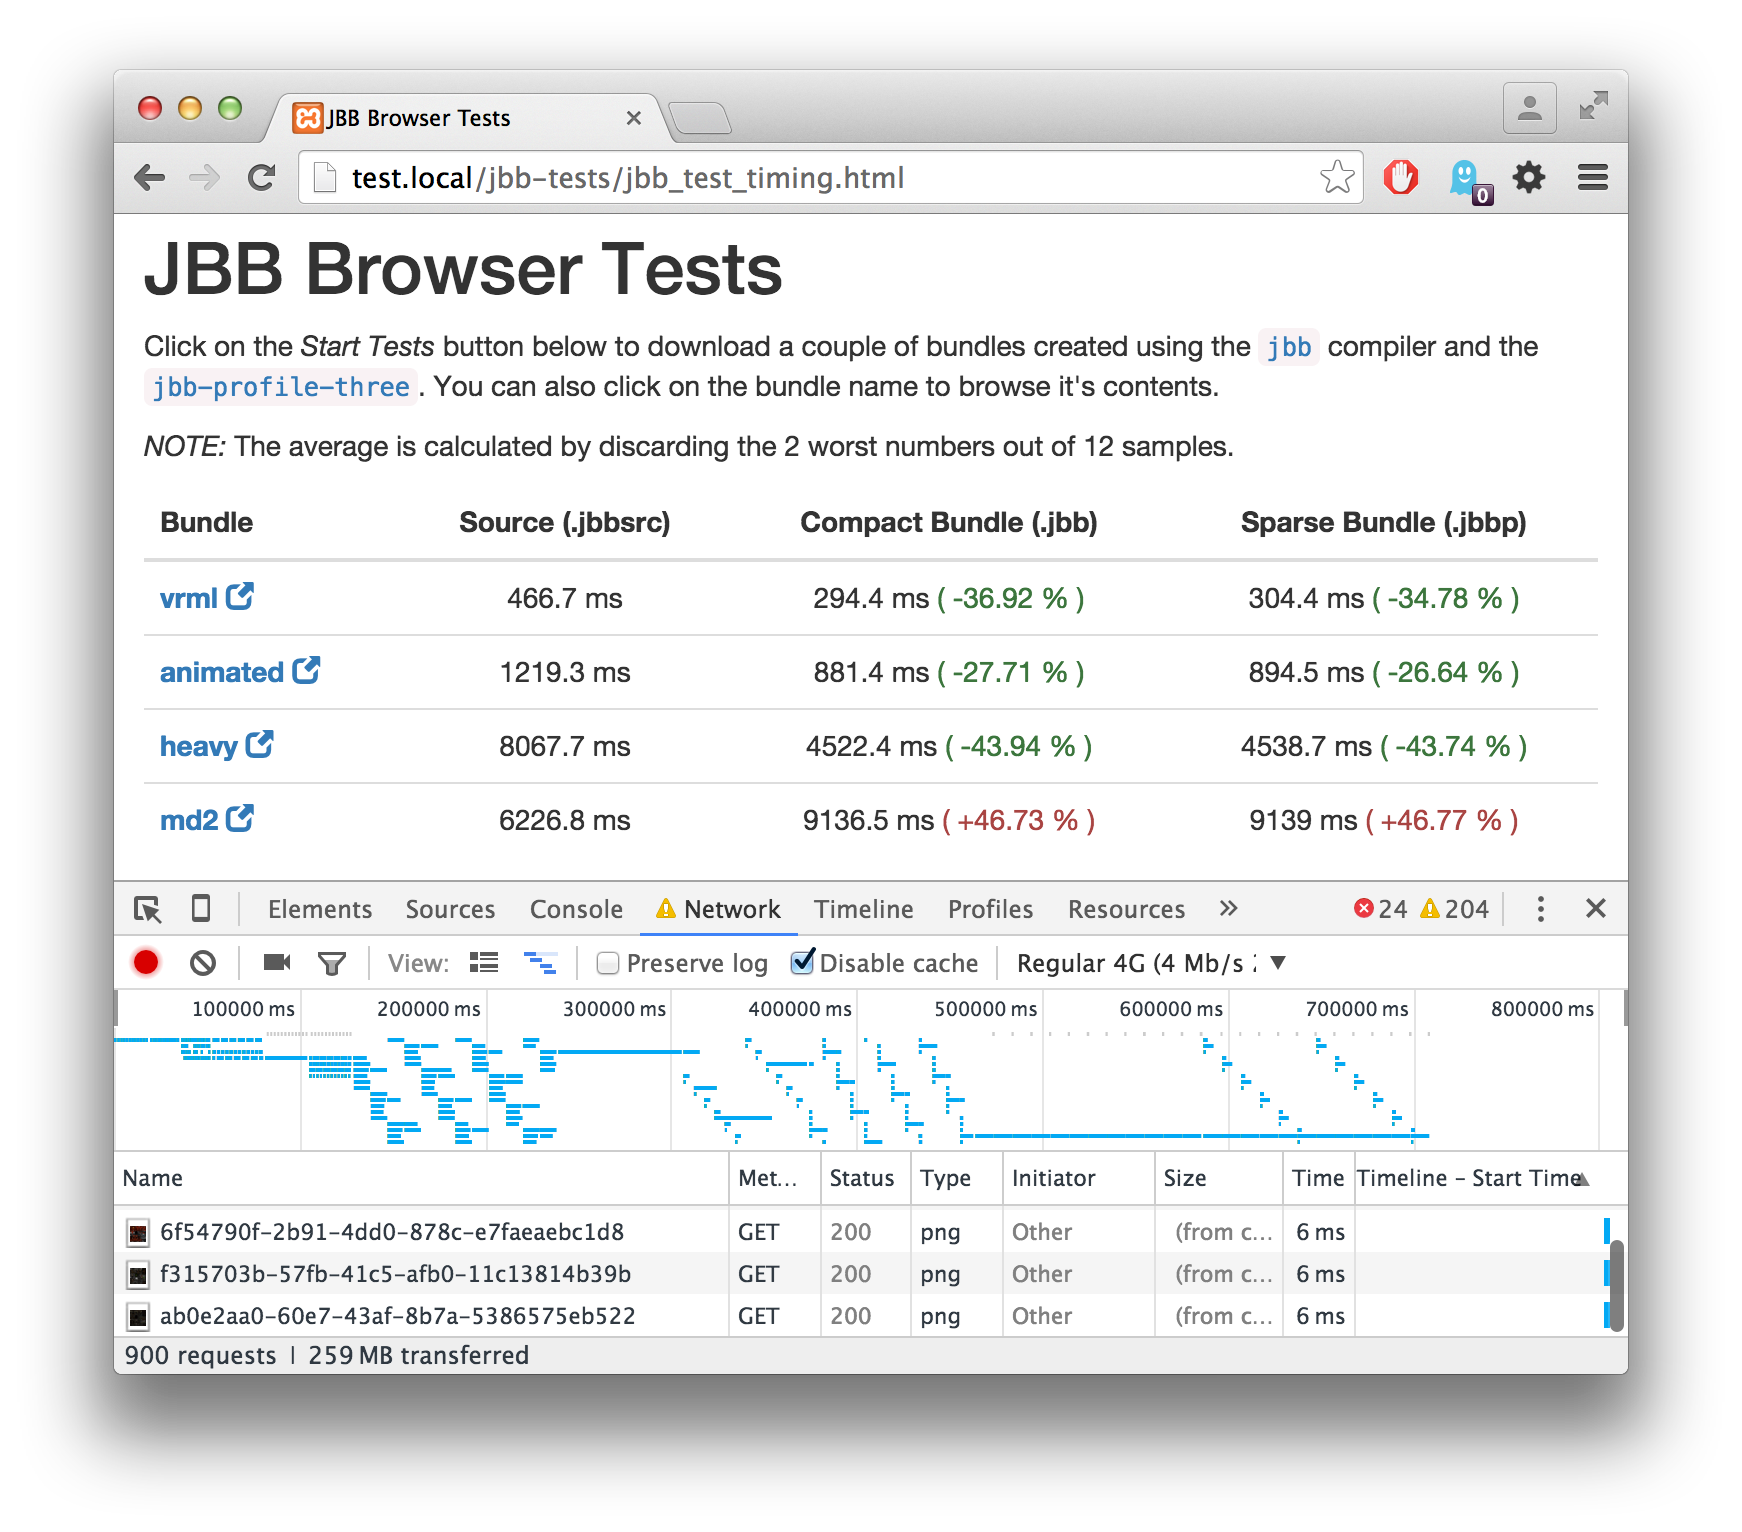 JBB Browser Tests
test.local/jbb-tests/jbb_test_timing.html
0
JBB Browser Tests
Click on the Start Tests button below to download a couple of bundles created using the jbb compiler and the
jbb-profile-three. You can also click on the bundle name to browse it's contents.
NOTE: The average is calculated by discarding the 2 worst numbers out of 12 samples.
Bundle Source (.jbbsrc) Compact Bundle (.jbb) Sparse Bundle (.jbbp)
vrml 466.7 ms 294.4 ms ( -36.92 % ) 304.4 ms ( -34.78 % )
animated 1219.3 ms 881.4 ms ( -27.71 % ) 894.5 ms ( -26.64 % )
heavy 8067.7 ms 4522.4 ms ( -43.94 % ) 4538.7 ms ( -43.74 % )
md2 6226.8 ms 9136.5 ms ( +46.73 % ) 9139 ms ( +46.77 % )
Elements Sources Console Network Timeline Profiles Resources » 24 204
View: Preserve log Disable cache Regular 4G (4 Mb/s
100000 ms 200000 ms 300000 ms 400000 ms 500000 ms 600000 ms 700000 ms 800000 ms
Name Met... Status Type Initiator Size Time Timeline – Start Time
6f54790f-2b91-4dd0-878c-e7faeaebc1d8 GET 200 png Other (from c... 6 ms
f315703b-57fb-41c5-afb0-11c13814b39b GET 200 png Other (from c... 6 ms
ab0e2aa0-60e7-43af-8b7a-5386575eb522 GET 200 png Other (from c... 6 ms
900 requests | 259 MB transferred